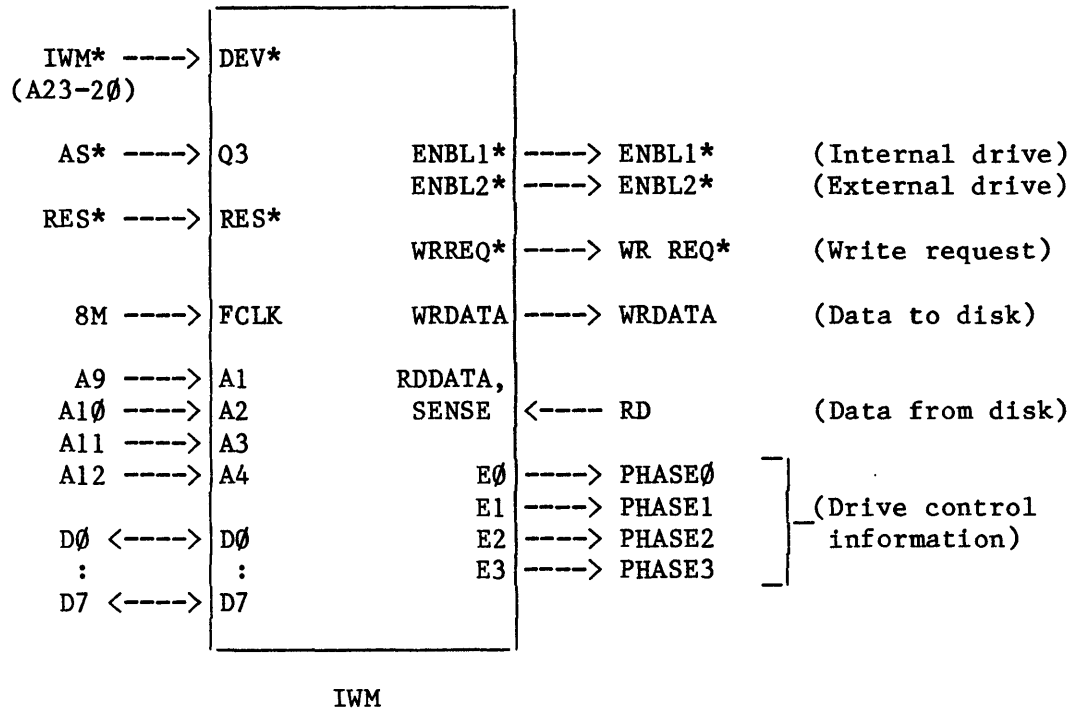 IWM* ----> DEV*
(A23-2Ø)
AS* ----> Q3 ENBL1* ----> ENBL1* (Internal drive)
ENBL2* ----> ENBL2* (External drive)
RES* ----> RES*
WRREQ* ----> WR REQ* (Write request)
8M ----> FCLK WRDATA ----> WRDATA (Data to disk)
A9 ----> A1 RDDATA,
A1Ø ----> A2 SENSE <---- RD (Data from disk)
A11 ----> A3
A12 ----> A4 EØ ----> PHASEØ
E1 ----> PHASE1 (Drive control
DØ <----> DØ E2 ----> PHASE2 information)
: : E3 ----> PHASE3
D7 <----> D7
IWM